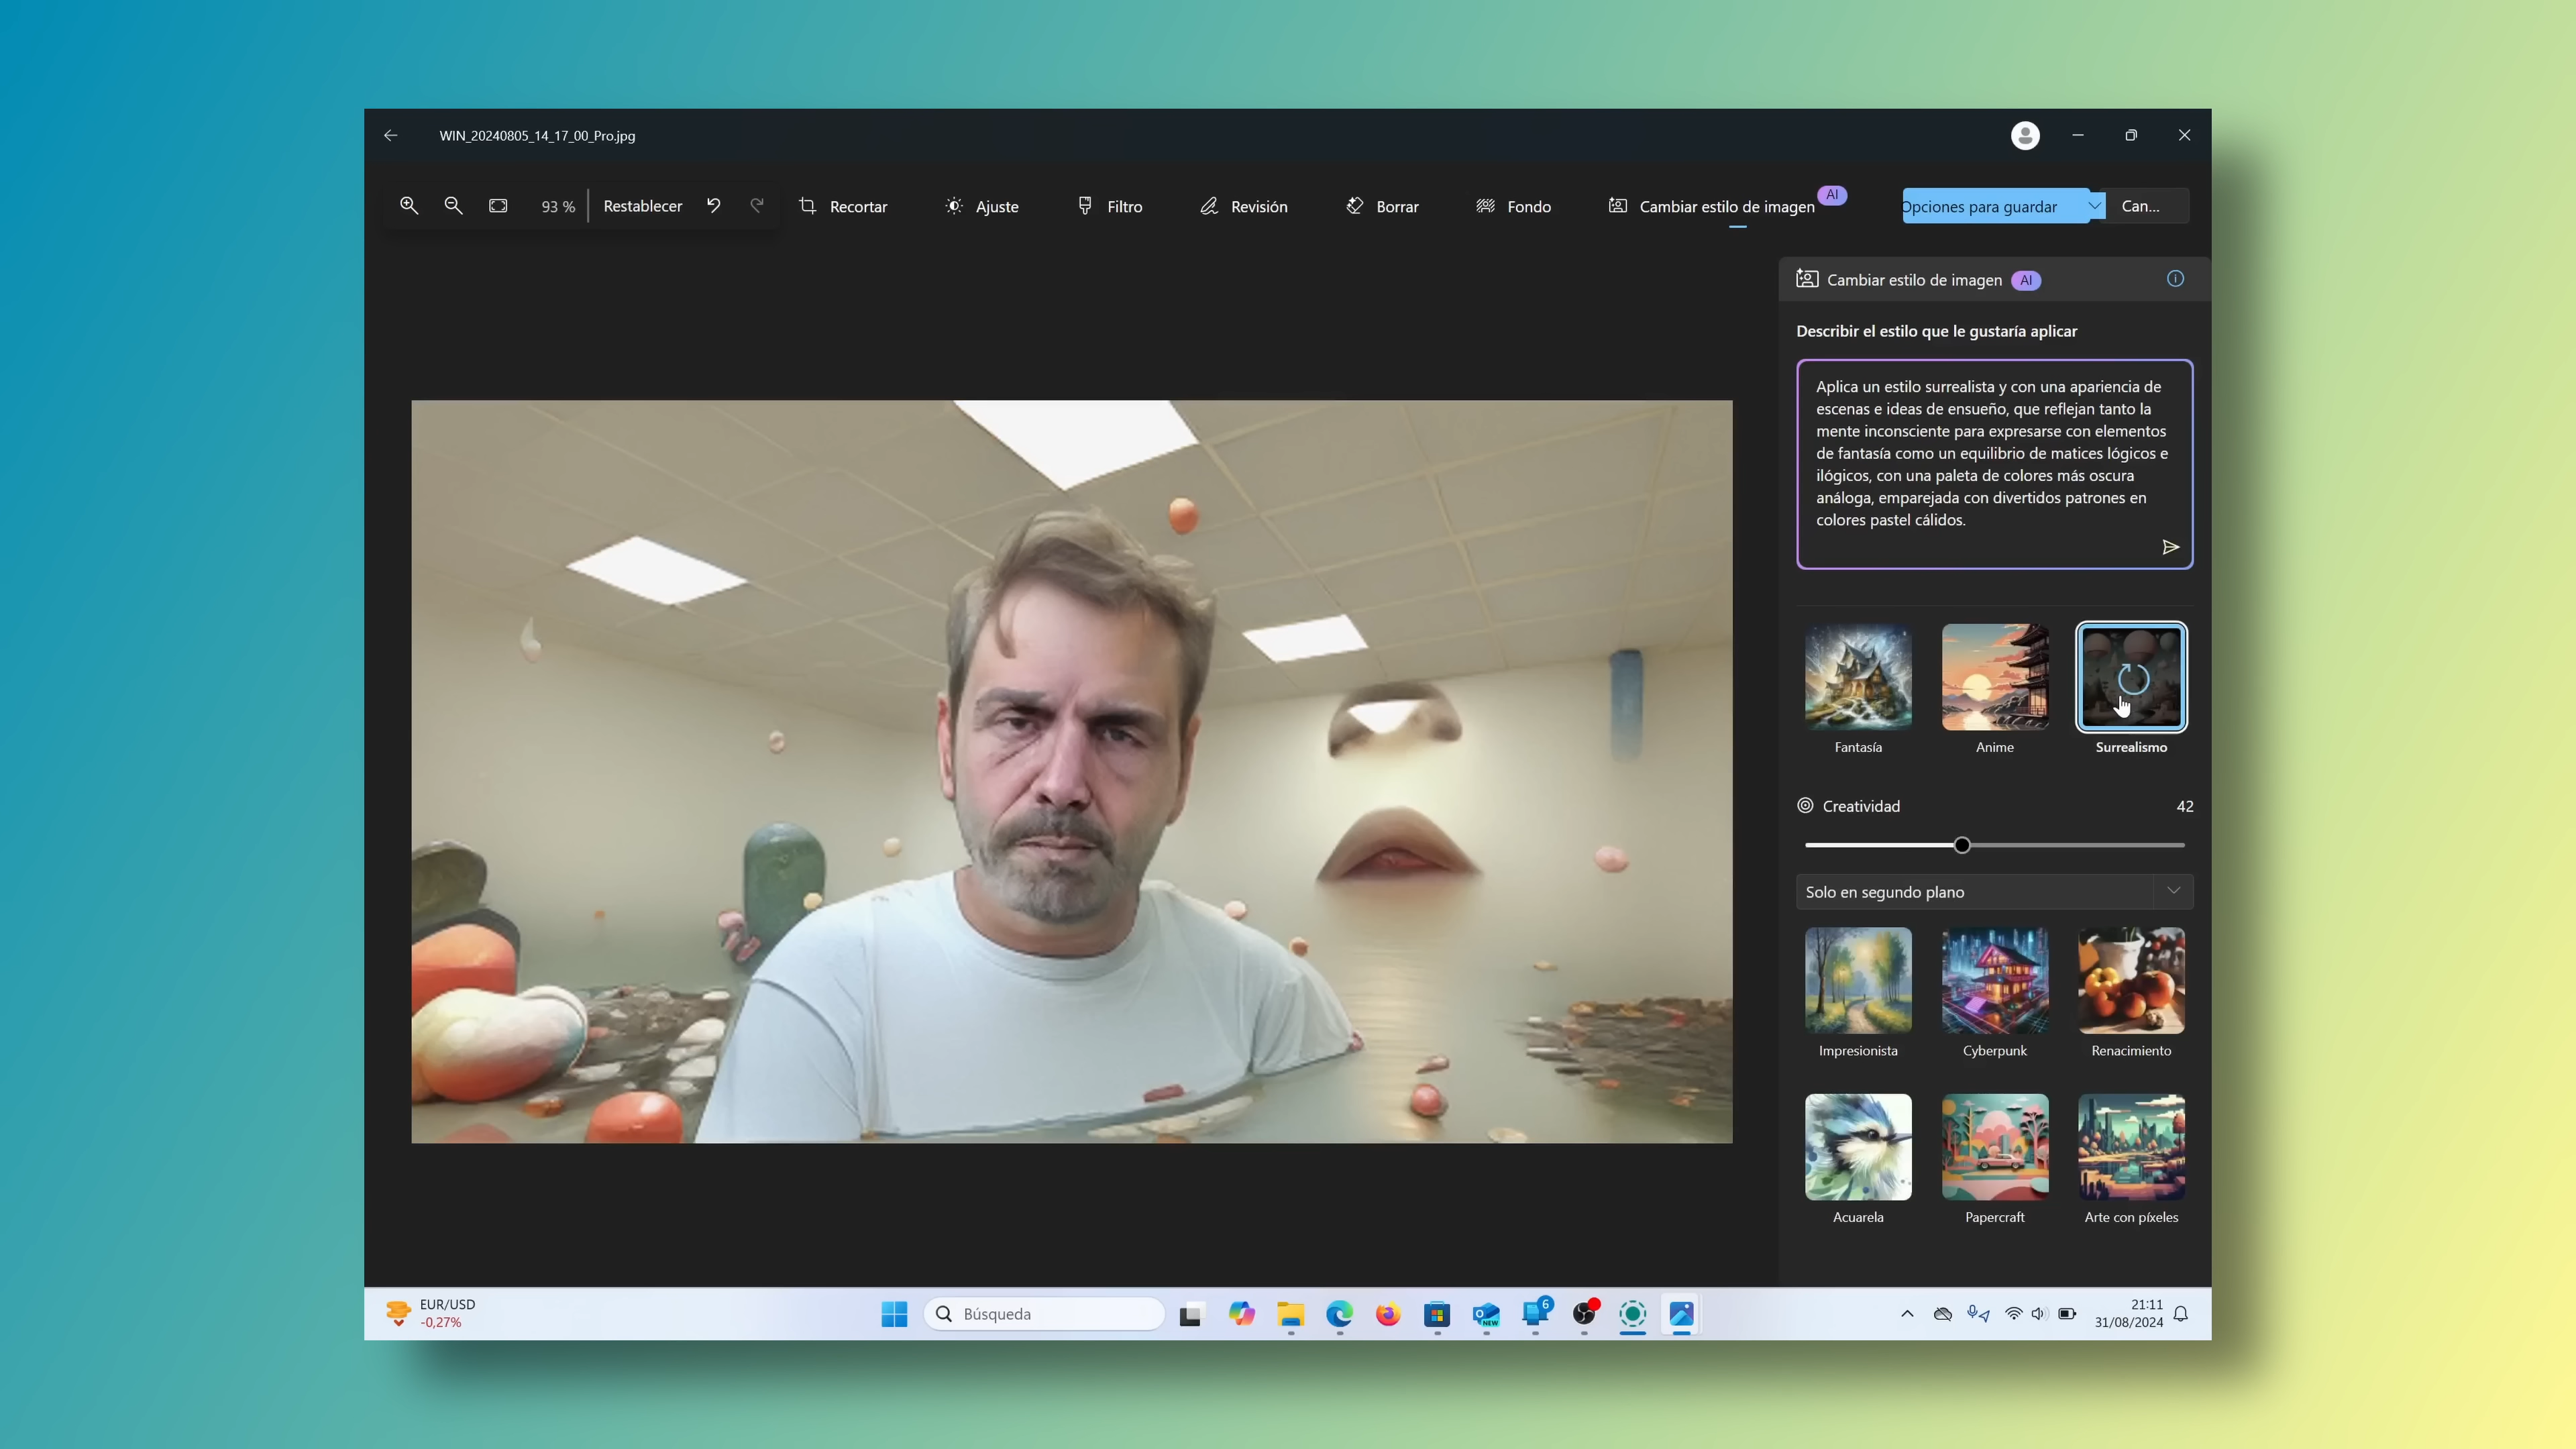 WIN_20240805_14_17_00_Pro.jpg
93 %
Restablecer
Recortar
Ajuste
Filtro
Revisión
Borrar
Fondo
Cambiar estilo de imagen
AI
Opciones para guardar
Can...
Cambiar estilo de imagen AI
Describir el estilo que le gustaría aplicar
Aplica un estilo surrealista y con una apariencia de
escenas e ideas de ensueño, que reflejan tanto la
mente inconsciente para expresarse con elementos
de fantasía como un equilibrio de matices lógicos e
ilógicos, con una paleta de colores más oscura
análoga, emparejada con divertidos patrones en
colores pastel cálidos.
Fantasía
Anime
Surrealismo
Creatividad
42
Solo en segundo plano
Impresionista
Cyberpunk
Renacimiento
Acuarela
Papercraft
Arte con píxeles
EUR/USD
-0,27%
Búsqueda
NEW
6
21:11
31/08/2024